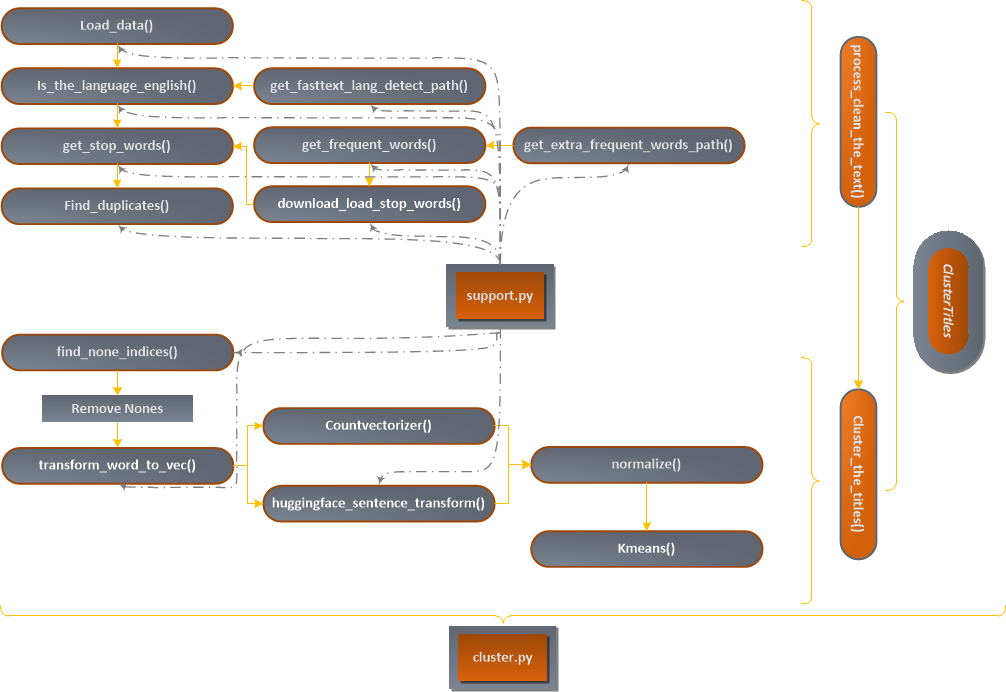 Load_data()
Is_the_language_english()
get_fasttext_lang_detect_path()
get_stop_words()
get_frequent_words()
get_extra_frequent_words_path()
Find_duplicates()
download_load_stop_words()
support.py
find_none_indices()
Remove Nones
transform_word_to_vec()
Countvectorizer()
huggingface_sentence_transform()
normalize()
Kmeans()
process_clean_the_text()
Cluster_the_titles()
ClusterTitles
cluster.py